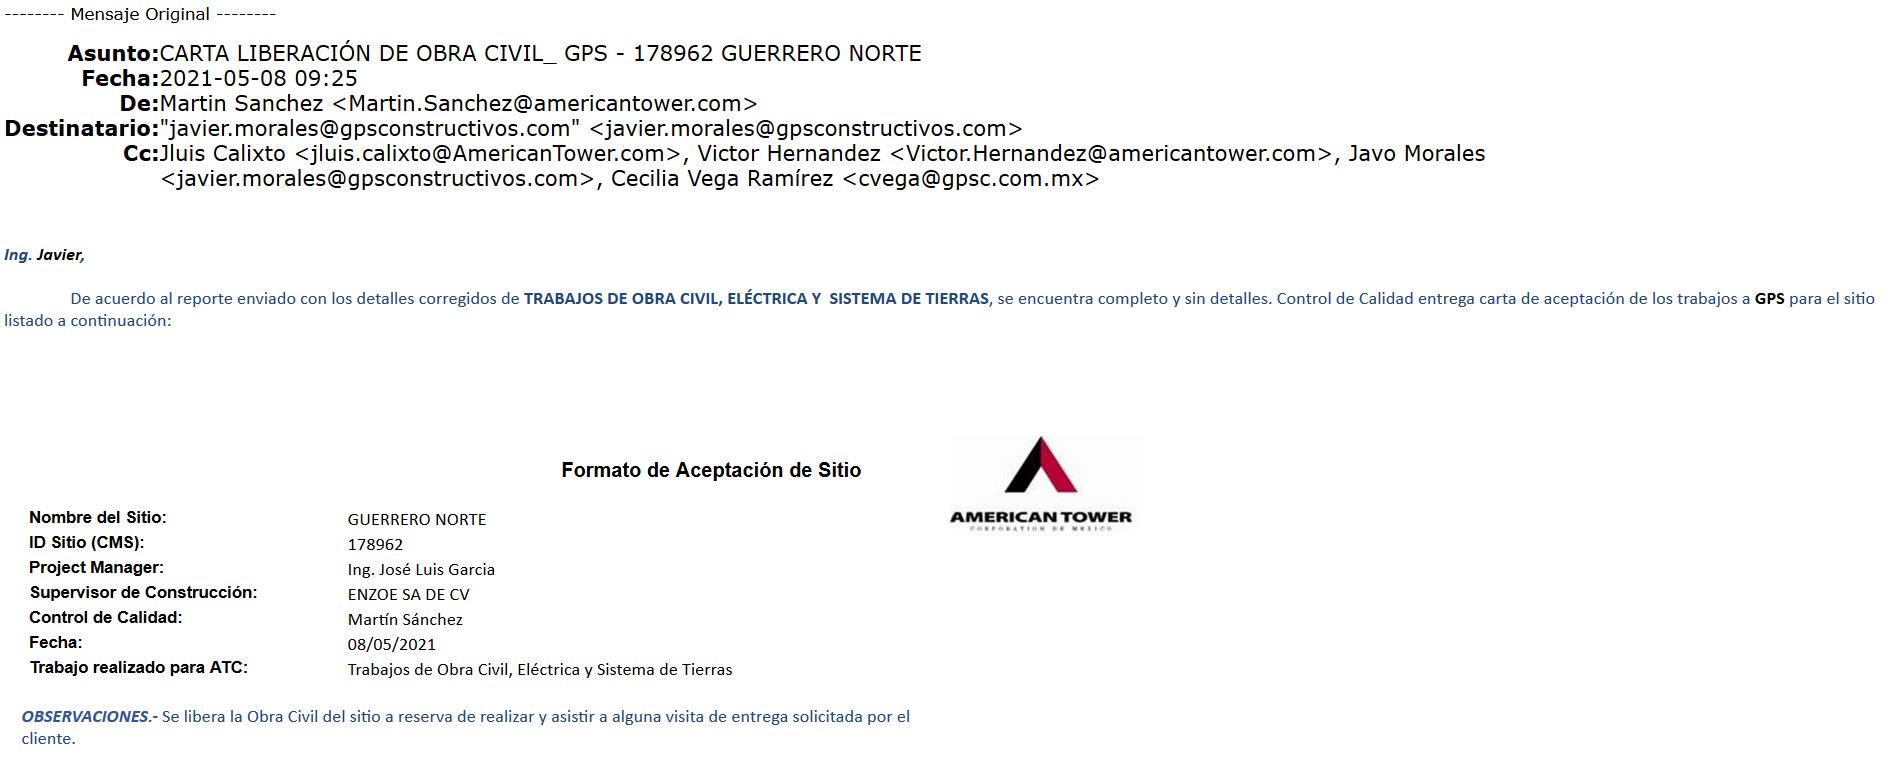 -------- Mensaje Original --------
Asunto:CARTA LIBERACIÓN DE OBRA CIVIL_ GPS - 178962 GUERRERO NORTE
Fecha:2021-05-08 09:25
De:Martin Sanchez <Martin.Sanchez@americantower.com>
Destinatario:"javier.morales@gpsconstructivos.com" <javier.morales@gpsconstructivos.com>
Cc:Jluis Calixto <jluis.calixto@AmericanTower.com>, Victor Hernandez <Victor.Hernandez@americantower.com>, Javo Morales
<javier.morales@gpsconstructivos.com>, Cecilia Vega Ramírez <cvega@gpsc.com.mx>
Ing. Javier,
De acuerdo al reporte enviado con los detalles corregidos de TRABAJOS DE OBRA CIVIL, ELÉCTRICA Y  SISTEMA DE TIERRAS, se encuentra completo y sin detalles. Control de Calidad entrega carta de aceptación de los trabajos a GPS para el sitio
listado a continuación:
Formato de Aceptación de Sitio
AMERICAN TOWER
CORPORATION DE MEXICO
Nombre del Sitio: GUERRERO NORTE
ID Sitio (CMS): 178962
Project Manager: Ing. José Luis Garcia
Supervisor de Construcción: ENZOE SA DE CV
Control de Calidad: Martín Sánchez
Fecha: 08/05/2021
Trabajo realizado para ATC: Trabajos de Obra Civil, Eléctrica y Sistema de Tierras
OBSERVACIONES.- Se libera la Obra Civil del sitio a reserva de realizar y asistir a alguna visita de entrega solicitada por el
cliente.